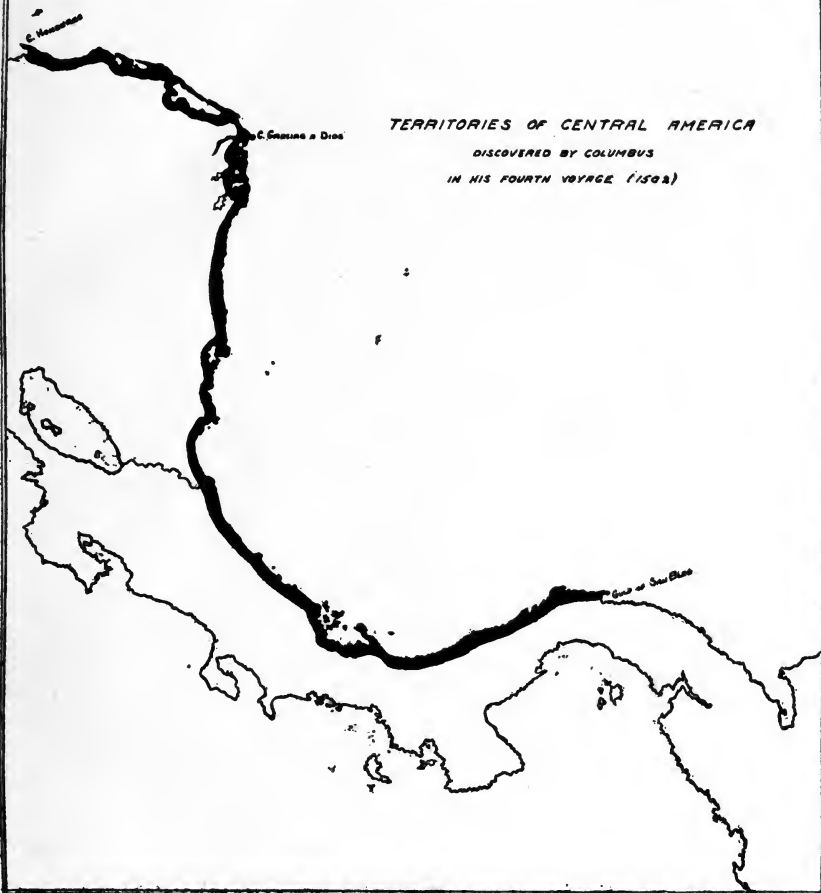 C. Honduras
TERRITORIES OF CENTRAL AMERICA
C. Gracias a Dios
DISCOVERED BY COLUMBUS
IN HIS FOURTH VOYAGE (1502)
Gulf of San Blas